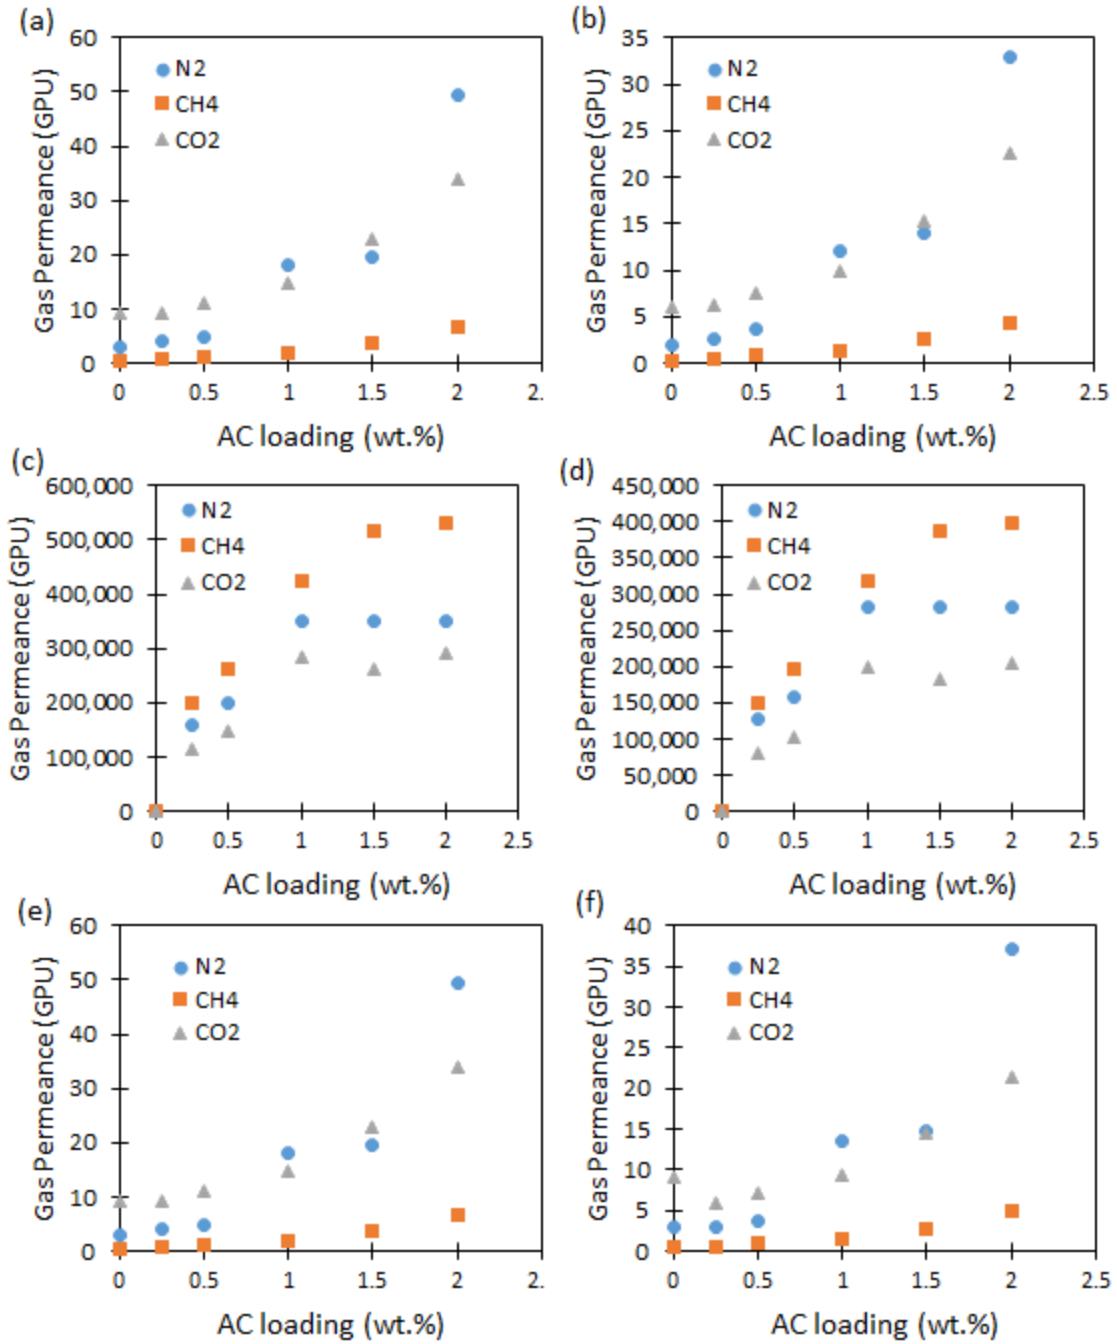 (a)
60
50
40
30
20
10
0
Gas Permeance (GPU)
N2
CH4
CO2
0 0.5 1 1.5 2 2.
AC loading (wt.%)
(b)
35
30
25
20
15
10
5
0
Gas Permeance (GPU)
N2
CH4
CO2
0 0.5 1 1.5 2 2.5
AC loading (wt.%)
(c)
600,000
500,000
400,000
300,000
200,000
100,000
0
Gas Permeance (GPU)
N2
CH4
CO2
0 0.5 1 1.5 2 2.5
AC loading (wt.%)
(d)
450,000
400,000
350,000
300,000
250,000
200,000
150,000
100,000
50,000
0
Gas Permeance (GPU)
N2
CH4
CO2
0 0.5 1 1.5 2 2.5
AC loading (wt.%)
(e)
60
50
40
30
20
10
0
Gas Permeance (GPU)
N2
CH4
CO2
0 0.5 1 1.5 2 2.
AC loading (wt.%)
(f)
40
35
30
25
20
15
10
5
0
Gas Permeance (GPU)
N2
CH4
CO2
0 0.5 1 1.5 2 2.5
AC loading (wt.%)